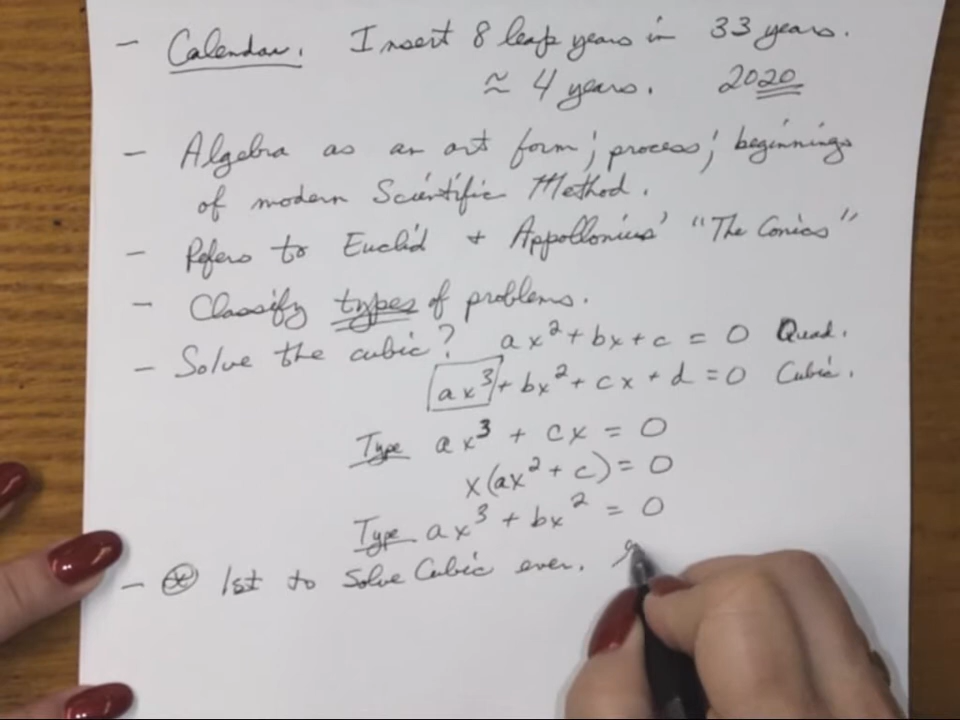 - Calendar. Insert 8 leap years in 33 years.
≈ 4 years. 2020
- Algebra as an art form; process; beginnings
of modern Scientific Method.
- Refers to Euclid + Appollonius' "The Conics"
- Classify types of problems.
- Solve the cubic? ax² + bx + c = 0 Quad.
ax³ + bx² + cx + d = 0 Cubic.
Type ax³ + cx = 0
x(ax² + c) = 0
Type ax³ + bx² = 0
- ⊛ 1st to Solve Cubic ever.